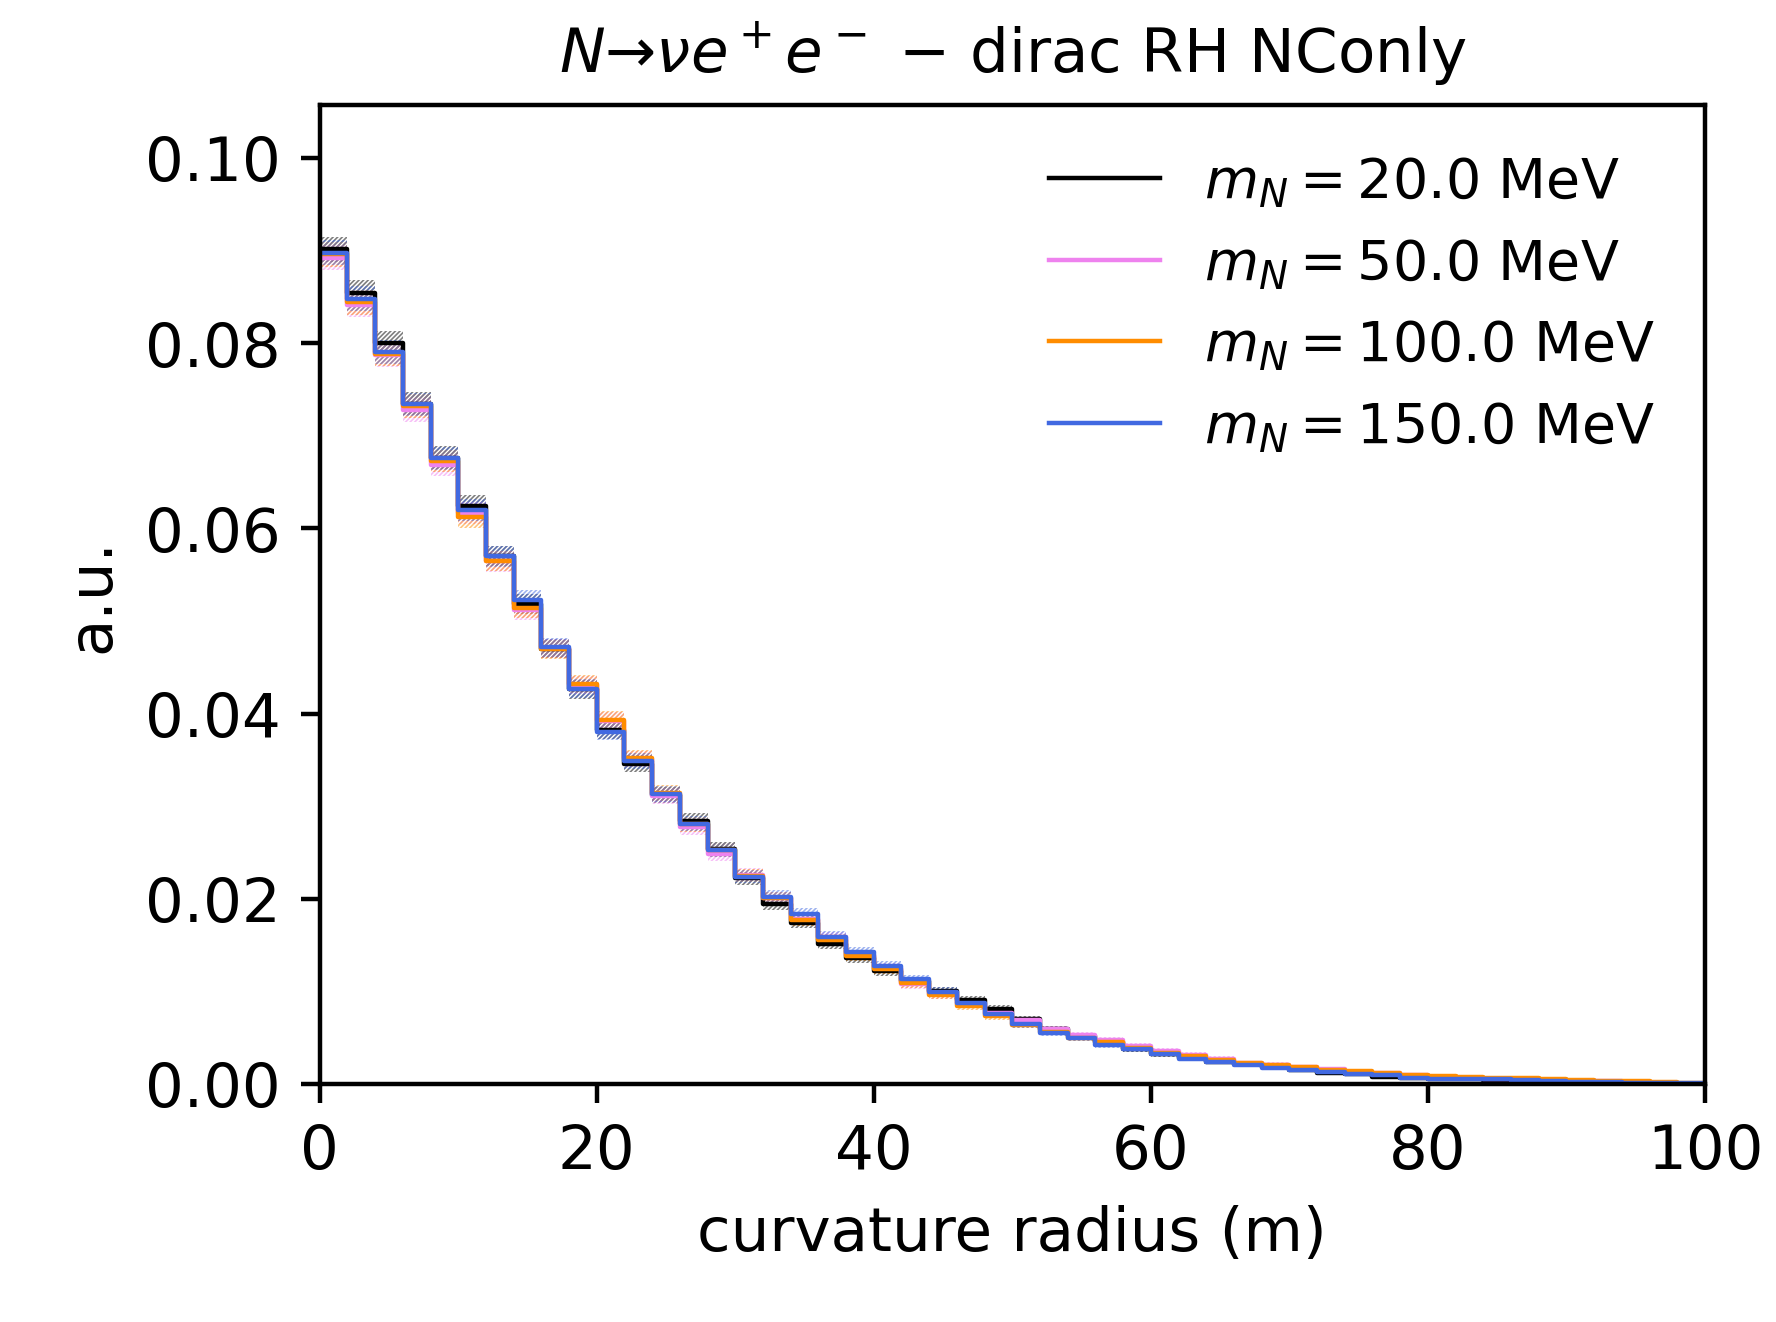 N→νe⁺e⁻ − dirac RH NConly
0.10
0.08
0.06
0.04
0.02
0.00
a.u.
m_N = 20.0 MeV
m_N = 50.0 MeV
m_N = 100.0 MeV
m_N = 150.0 MeV
0 20 40 60 80 100
curvature radius (m)